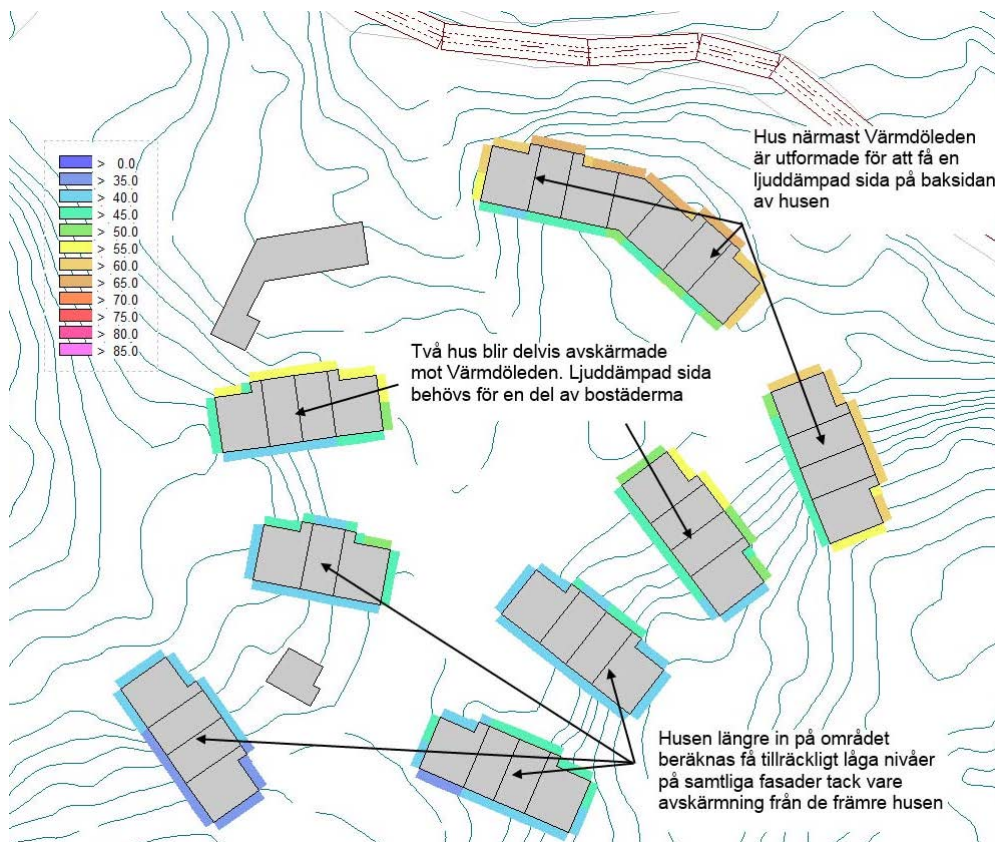 Hus närmast Värmdöleden
är utformade för att få en
ljuddämpad sida på baksidan
av husen
> 0.0
> 35.0
> 40.0
> 45.0
> 50.0
> 55.0
> 60.0
> 65.0
> 70.0
> 75.0
> 80.0
> 85.0
Två hus blir delvis avskärmade
mot Värmdöleden. Ljuddämpad sida
behövs för en del av bostäderma
Husen längre in på området
beräknas få tillräckligt låga nivåer
på samtliga fasader tack vare
avskärmning från de främre husen